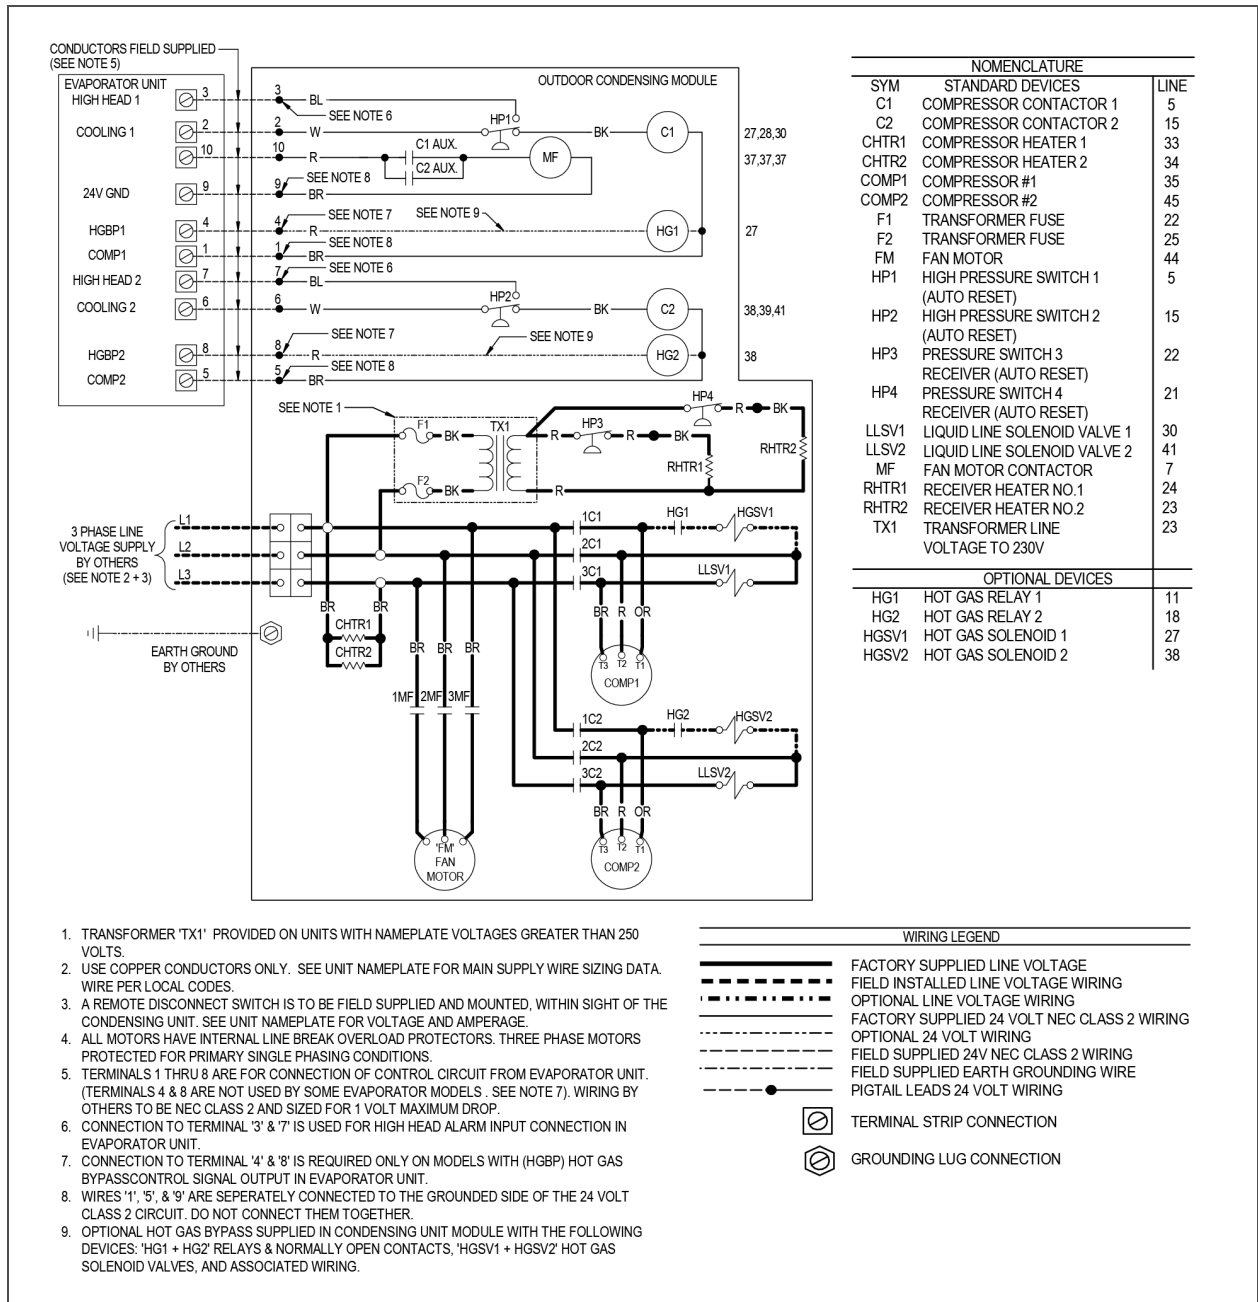 CONDUCTORS FIELD SUPPLIED
(SEE NOTE 5)
EVAPORATOR UNIT
OUTDOOR CONDENSING MODULE
HIGH HEAD 1
3
3
BL
SEE NOTE 6
HP1
COOLING 1
2
2
W
BK
C1
27,28,30
10
10
R
C1 AUX.
C2 AUX.
MF
37,37,37
24V GND
9
9
SEE NOTE 8
BR
HGBP1
4
4
SEE NOTE 7
SEE NOTE 9
R
HG1
27
COMP1
1
1
SEE NOTE 8
BR
HIGH HEAD 2
7
7
SEE NOTE 6
BL
HP2
COOLING 2
6
6
W
BK
C2
38,39,41
HGBP2
8
8
SEE NOTE 7
SEE NOTE 9
R
HG2
38
COMP2
5
5
SEE NOTE 8
BR
SEE NOTE 1
HP4
R
BK
F1
BK
TX1
R
HP3
R
BK
RHTR1
RHTR2
F2
BK
R
3 PHASE LINE
VOLTAGE SUPPLY
BY OTHERS
(SEE NOTE 2 + 3)
L1
L2
L3
1C1
HG1
HGSV1
2C1
3C1
LLSV1
BR
BR
BR R OR
CHTR1
CHTR2
EARTH GROUND
BY OTHERS
BR BR BR
T3 T2 T1
COMP1
1MF 2MF 3MF
1C2
HG2
HGSV2
2C2
3C2
LLSV2
BR R OR
T3 T2 T1
COMP2
'FM'
FAN
MOTOR
NOMENCLATURE
SYM STANDARD DEVICES LINE
C1 COMPRESSOR CONTACTOR 1 5
C2 COMPRESSOR CONTACTOR 2 15
CHTR1 COMPRESSOR HEATER 1 33
CHTR2 COMPRESSOR HEATER 2 34
COMP1 COMPRESSOR #1 35
COMP2 COMPRESSOR #2 45
F1 TRANSFORMER FUSE 22
F2 TRANSFORMER FUSE 25
FM FAN MOTOR 44
HP1 HIGH PRESSURE SWITCH 1 5
(AUTO RESET)
HP2 HIGH PRESSURE SWITCH 2 15
(AUTO RESET)
HP3 PRESSURE SWITCH 3 22
RECEIVER (AUTO RESET)
HP4 PRESSURE SWITCH 4 21
RECEIVER (AUTO RESET)
LLSV1 LIQUID LINE SOLENOID VALVE 1 30
LLSV2 LIQUID LINE SOLENOID VALVE 2 41
MF FAN MOTOR CONTACTOR 7
RHTR1 RECEIVER HEATER NO.1 24
RHTR2 RECEIVER HEATER NO.2 23
TX1 TRANSFORMER LINE 23
VOLTAGE TO 230V
OPTIONAL DEVICES
HG1 HOT GAS RELAY 1 11
HG2 HOT GAS RELAY 2 18
HGSV1 HOT GAS SOLENOID 1 27
HGSV2 HOT GAS SOLENOID 2 38
1. TRANSFORMER 'TX1' PROVIDED ON UNITS WITH NAMEPLATE VOLTAGES GREATER THAN 250
VOLTS.
2. USE COPPER CONDUCTORS ONLY. SEE UNIT NAMEPLATE FOR MAIN SUPPLY WIRE SIZING DATA.
WIRE PER LOCAL CODES.
3. A REMOTE DISCONNECT SWITCH IS TO BE FIELD SUPPLIED AND MOUNTED, WITHIN SIGHT OF THE
CONDENSING UNIT. SEE UNIT NAMEPLATE FOR VOLTAGE AND AMPERAGE.
4. ALL MOTORS HAVE INTERNAL LINE BREAK OVERLOAD PROTECTORS. THREE PHASE MOTORS
PROTECTED FOR PRIMARY SINGLE PHASING CONDITIONS.
5. TERMINALS 1 THRU 8 ARE FOR CONNECTION OF CONTROL CIRCUIT FROM EVAPORATOR UNIT.
(TERMINALS 4 & 8 ARE NOT USED BY SOME EVAPORATOR MODELS . SEE NOTE 7). WIRING BY
OTHERS TO BE NEC CLASS 2 AND SIZED FOR 1 VOLT MAXIMUM DROP.
6. CONNECTION TO TERMINAL '3' & '7' IS USED FOR HIGH HEAD ALARM INPUT CONNECTION IN
EVAPORATOR UNIT.
7. CONNECTION TO TERMINAL '4' & '8' IS REQUIRED ONLY ON MODELS WITH (HGBP) HOT GAS
BYPASSCONTROL SIGNAL OUTPUT IN EVAPORATOR UNIT.
8. WIRES '1', '5', & '9' ARE SEPERATELY CONNECTED TO THE GROUNDED SIDE OF THE 24 VOLT
CLASS 2 CIRCUIT. DO NOT CONNECT THEM TOGETHER.
9. OPTIONAL HOT GAS BYPASS SUPPLIED IN CONDENSING UNIT MODULE WITH THE FOLLOWING
DEVICES: 'HG1 + HG2' RELAYS & NORMALLY OPEN CONTACTS, 'HGSV1 + HGSV2' HOT GAS
SOLENOID VALVES, AND ASSOCIATED WIRING.
WIRING LEGEND
FACTORY SUPPLIED LINE VOLTAGE
FIELD INSTALLED LINE VOLTAGE WIRING
OPTIONAL LINE VOLTAGE WIRING
FACTORY SUPPLIED 24 VOLT NEC CLASS 2 WIRING
OPTIONAL 24 VOLT WIRING
FIELD SUPPLIED 24V NEC CLASS 2 WIRING
FIELD SUPPLIED EARTH GROUNDING WIRE
PIGTAIL LEADS 24 VOLT WIRING
TERMINAL STRIP CONNECTION
GROUNDING LUG CONNECTION